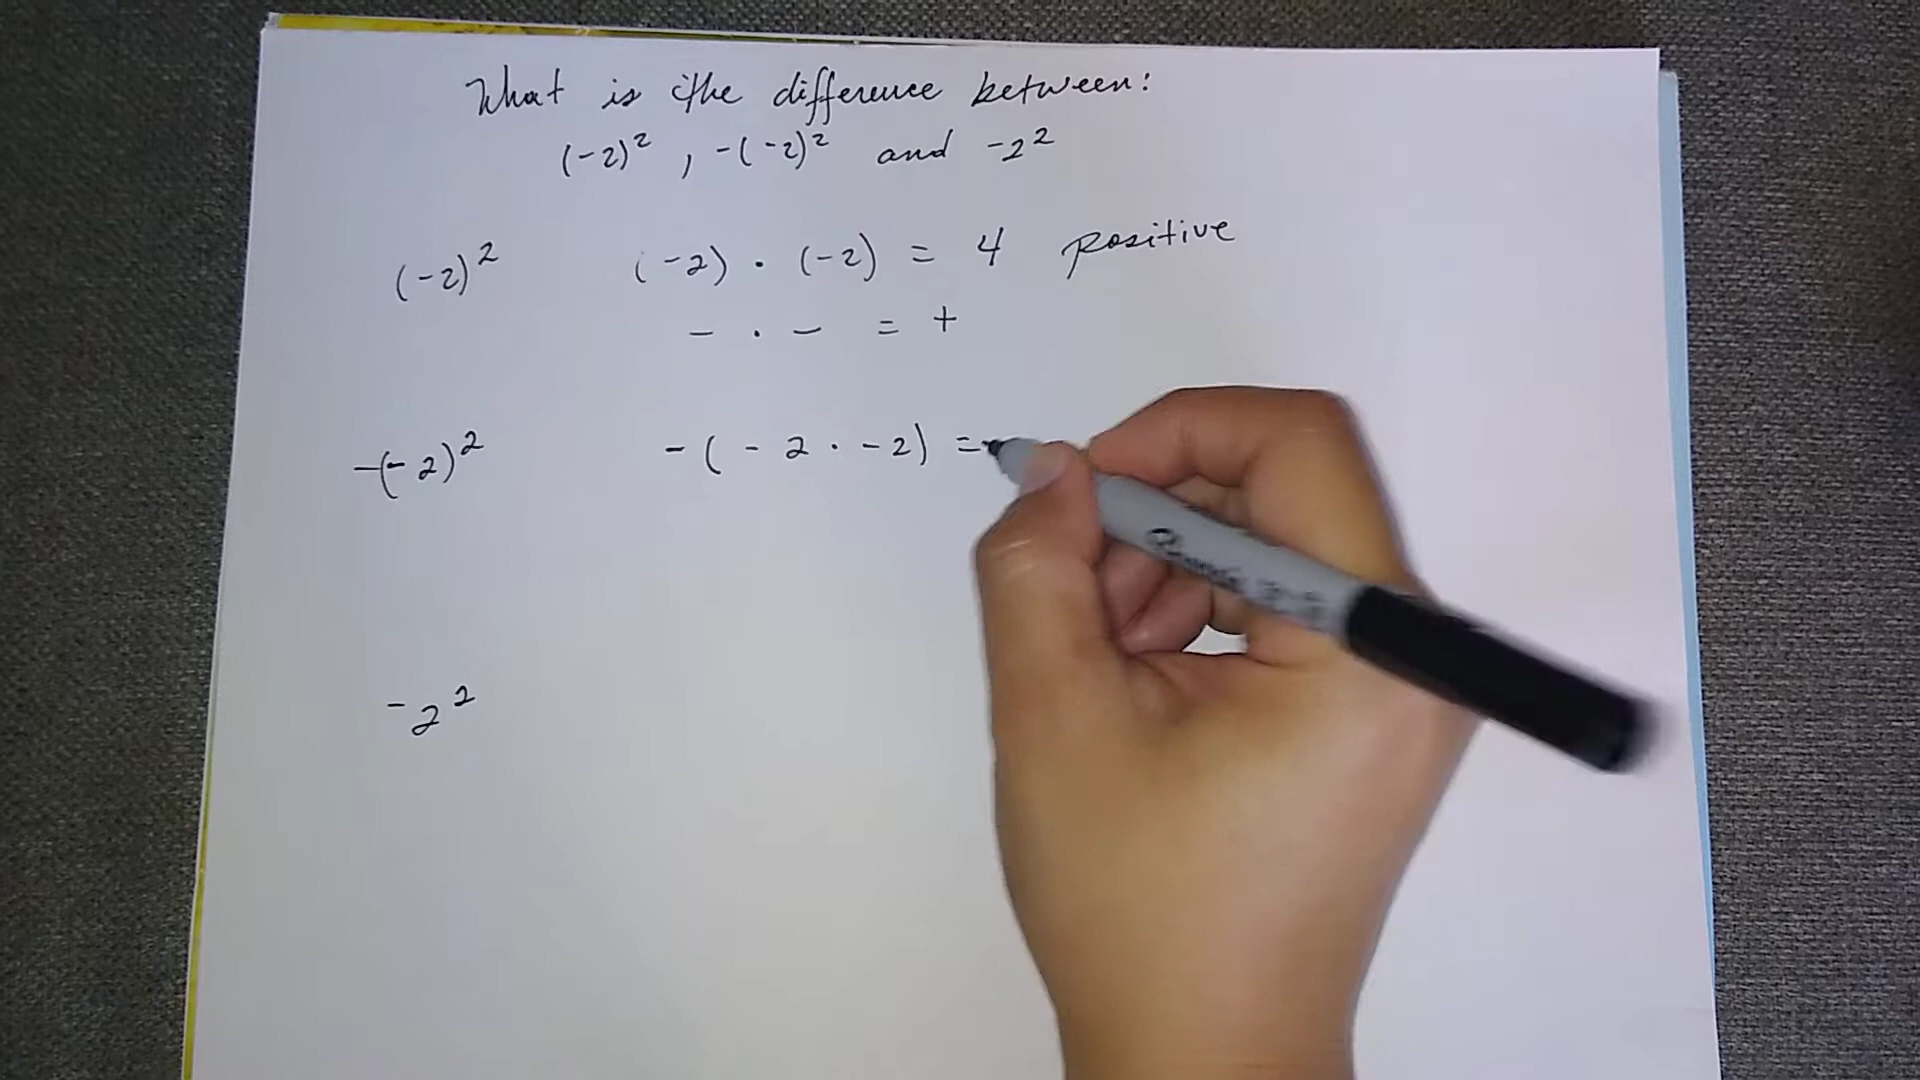 What is the difference between:
(-2)², -(-2)² and -2²
(-2)² (-2) · (-2) = 4 positive
- · - = +
-(-2)² -(-2 · -2) =
-2²